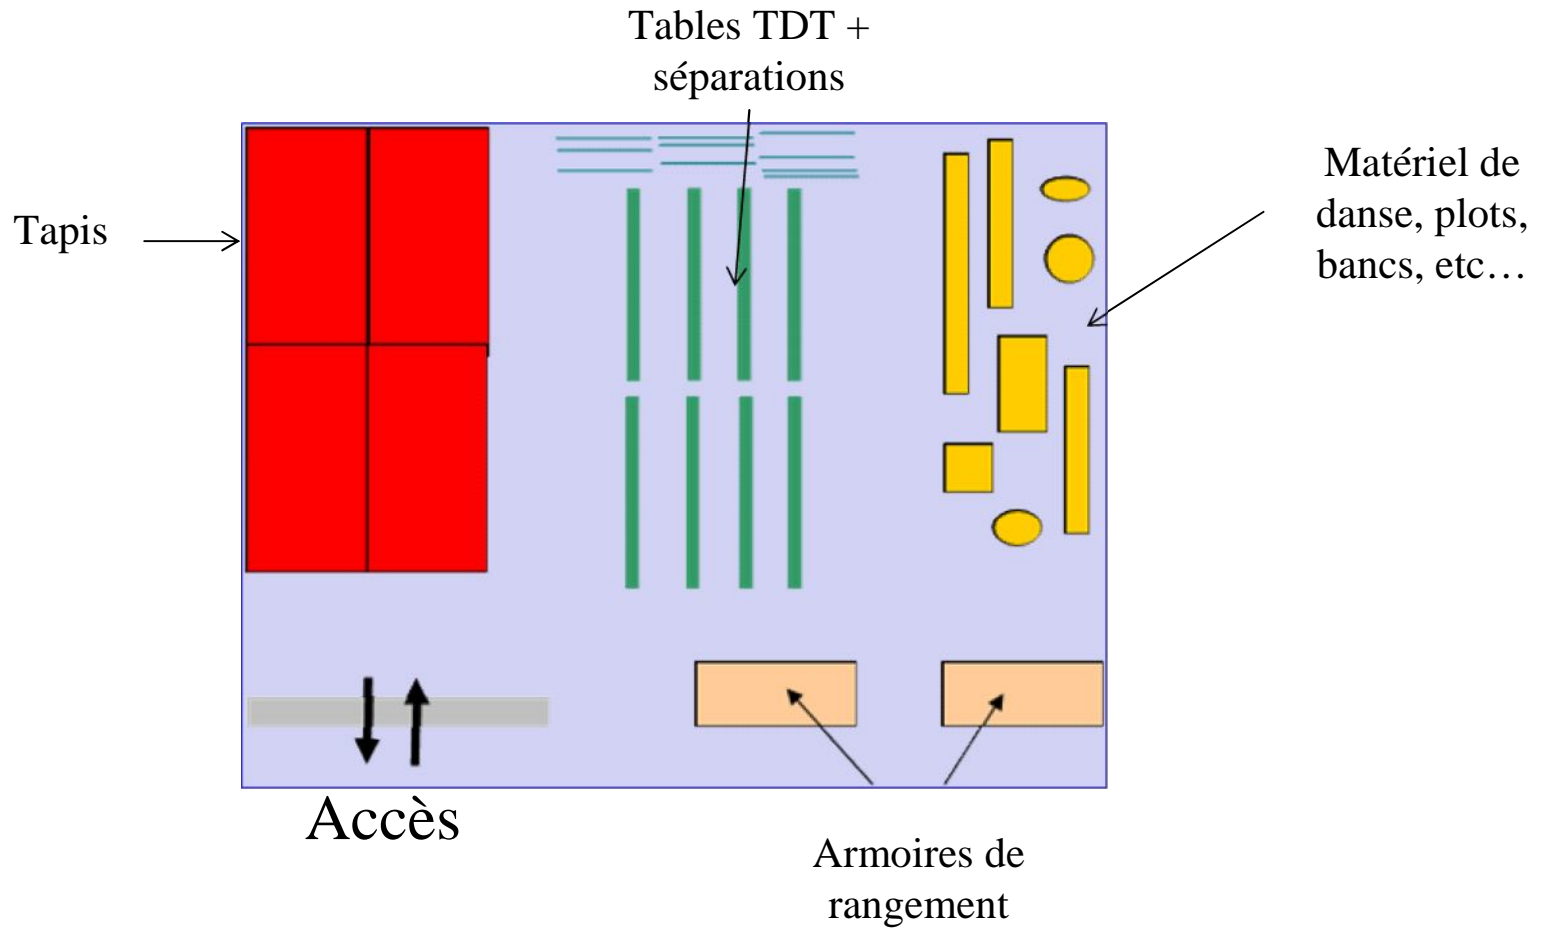 Tables TDT +
séparations
Tapis
Matériel de
danse, plots,
bancs, etc…
Accès
Armoires de
rangement